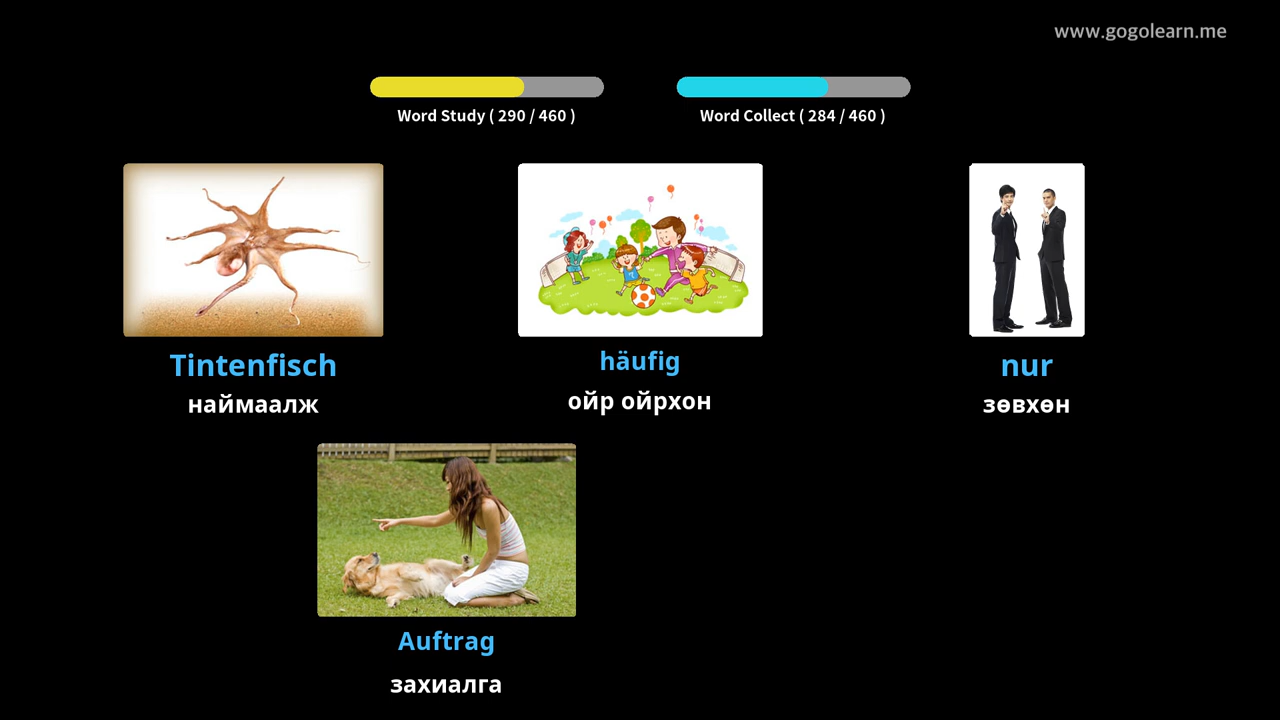 www.gogolearn.me
Word Study ( 290 / 460 )
Word Collect ( 284 / 460 )
Tintenfisch
наймаалж
häufig
ойр ойрхон
nur
зөвхөн
Auftrag
захиалга